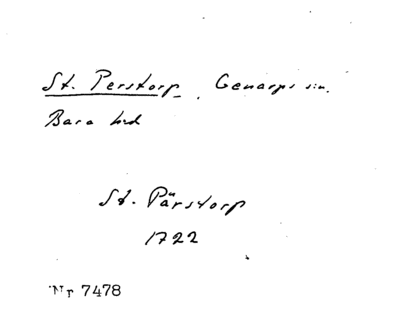 St. Perstorp, Genarps sn.
Bara hd
St. Pärstorp
1722
Nr 7478